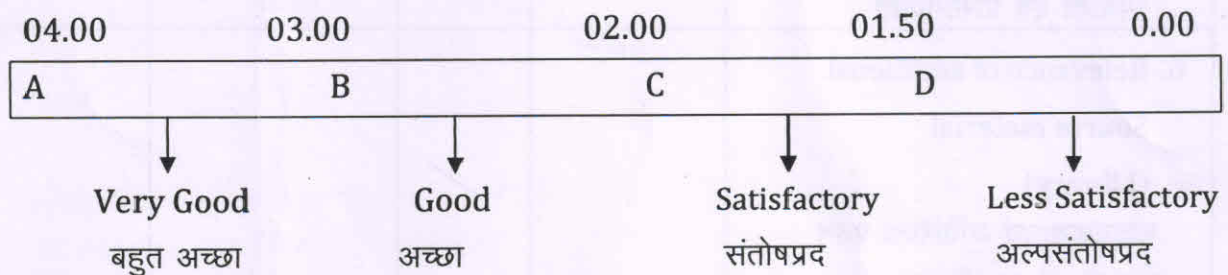 04.00 03.00 02.00 01.50 0.00
A B C D
Very Good Good Satisfactory Less Satisfactory
बहुत अच्छा अच्छा संतोषप्रद अल्पसंतोषप्रद